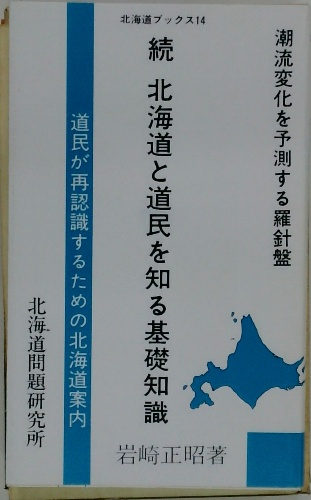 北海道ブックス14
潮流変化を予測する羅針盤
続 北海道と道民を知る基礎知識
道民が再認識するための北海道案内
岩崎正昭著
北海道問題研究所